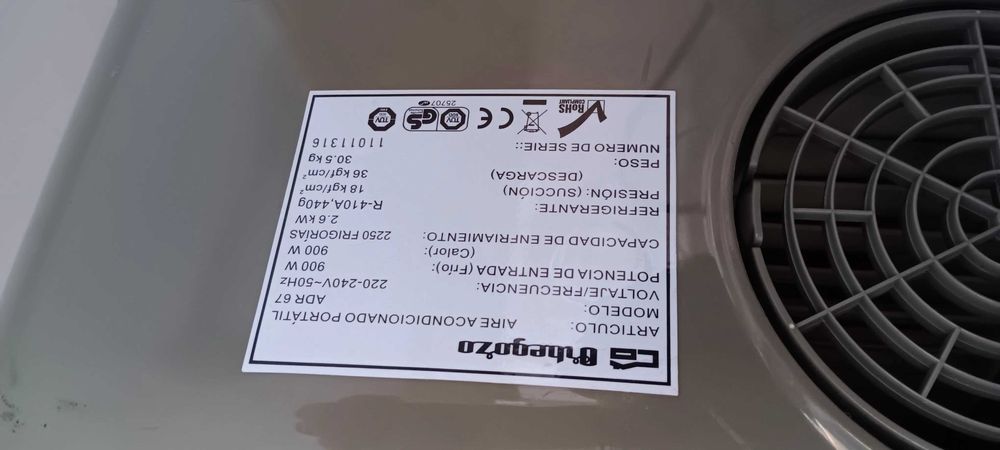 Orbegozo
ARTICULO: AIRE ACONDICIONADO PORTÁTIL
MODELO: ADR 67
VOLTAJE/FRECUENCIA: 220-240V~50Hz
POTENCIA DE ENTRADA (Frío): 900 W
(Calor): 900 W
CAPACIDAD DE ENFRIAMIENTO: 2250 FRIGORÍAS
2.6 kW
REFRIGERANTE: R-410A,440g
PRESIÓN: (SUCCIÓN) 18 kgf/cm²
(DESCARGA) 36 kgf/cm²
PESO: 30.5 kg
NUMERO DE SERIE:: 11011316
RoHS
COMPLIANT
CE
TÜV
GS
TÜV
25707